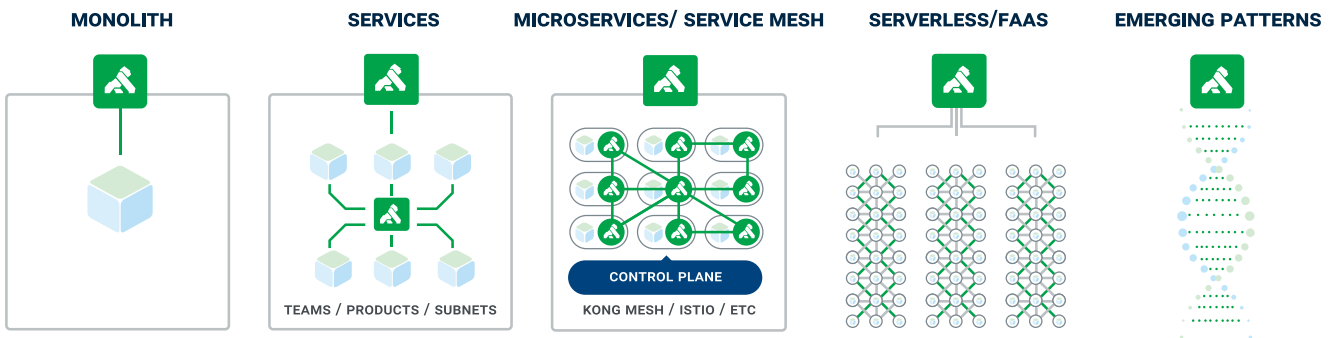 MONOLITH
SERVICES
MICROSERVICES/ SERVICE MESH
SERVERLESS/FAAS
EMERGING PATTERNS
TEAMS / PRODUCTS / SUBNETS
CONTROL PLANE
KONG MESH / ISTIO / ETC